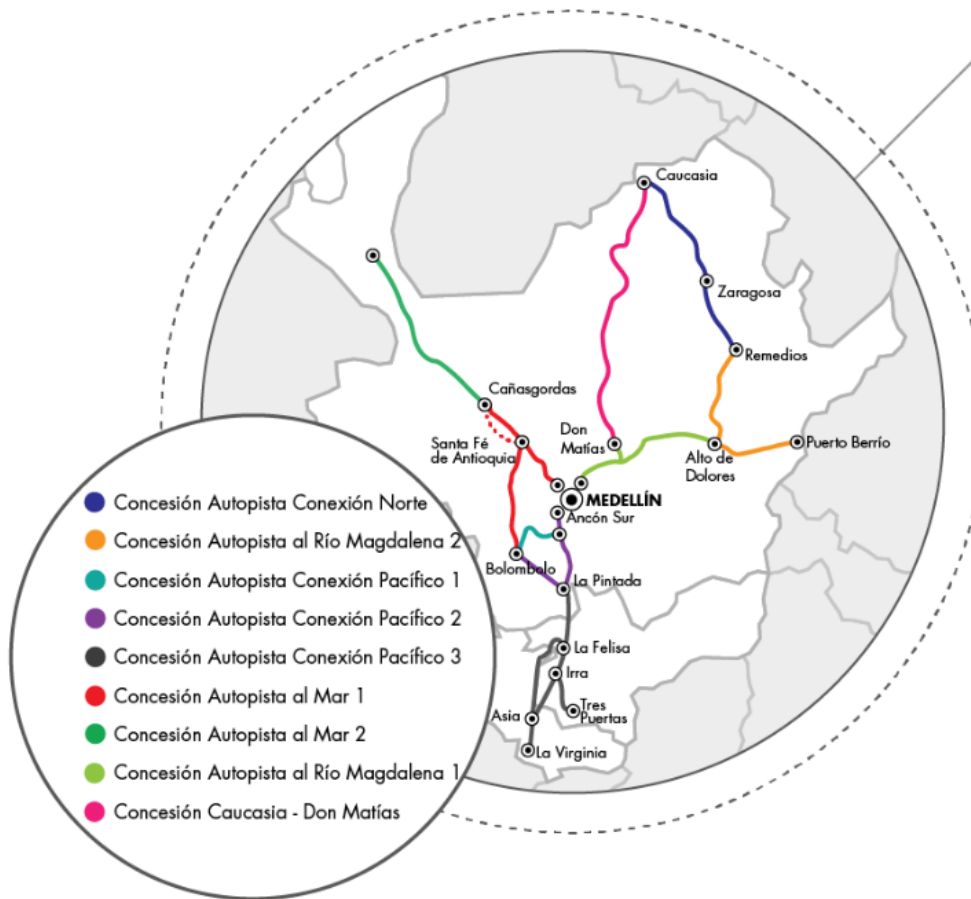 Caucasia
Zaragosa
Remedios
Cañasgordas
Santa Fé
de Antioquia
Don
Matías
Alto de
Dolores
Puerto Berrío
MEDELLÍN
Ancón Sur
Bolombolo
La Pintada
La Felisa
Irra
Tres
Puertas
Asia
La Virginia
Concesión Autopista Conexión Norte
Concesión Autopista al Río Magdalena 2
Concesión Autopista Conexión Pacífico 1
Concesión Autopista Conexión Pacífico 2
Concesión Autopista Conexión Pacífico 3
Concesión Autopista al Mar 1
Concesión Autopista al Mar 2
Concesión Autopista al Río Magdalena 1
Concesión Caucasia - Don Matías